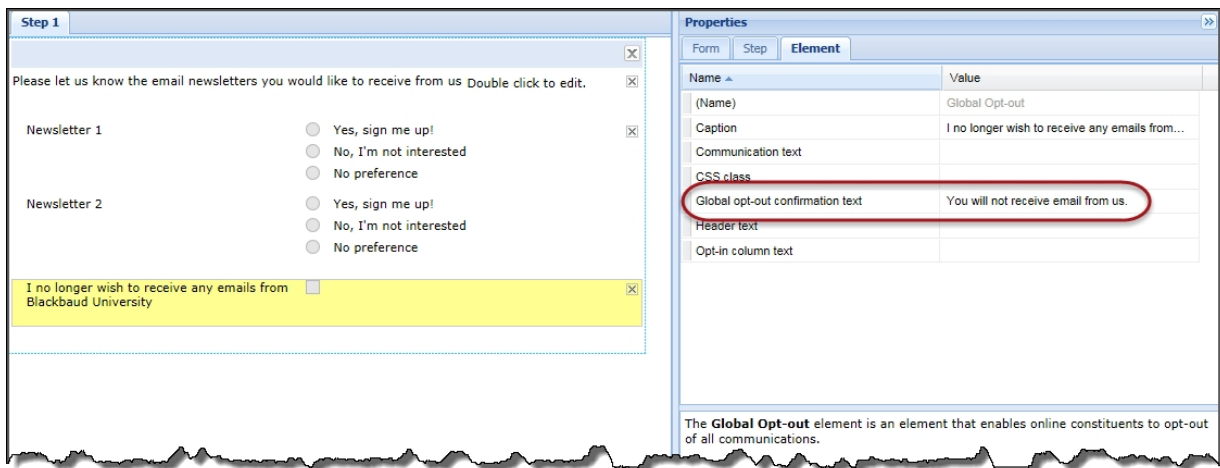 Step 1
Please let us know the email newsletters you would like to receive from us Double click to edit.
Newsletter 1
Yes, sign me up!
No, I'm not interested
No preference
Newsletter 2
Yes, sign me up!
No, I'm not interested
No preference
I no longer wish to receive any emails from
Blackbaud University
Properties
Form Step Element
Name Value
(Name) Global Opt-out
Caption I no longer wish to receive any emails from...
Communication text
CSS class
Global opt-out confirmation text You will not receive email from us.
Header text
Opt-in column text
The Global Opt-out element is an element that enables online constituents to opt-out
of all communications.